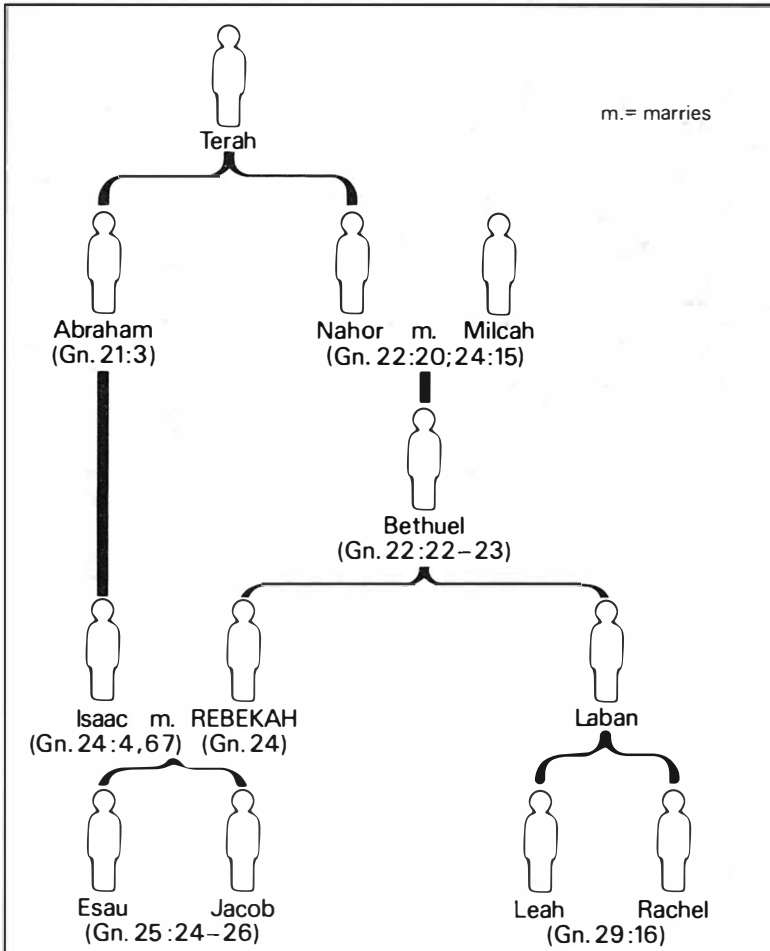 m.= marries
Terah
Abraham
(Gn. 21:3)
Nahor m. Milcah
(Gn. 22:20;24:15)
Bethuel
(Gn. 22:22–23)
Isaac m. REBEKAH
(Gn. 24:4,67) (Gn. 24)
Laban
Esau Jacob
(Gn. 25:24–26)
Leah Rachel
(Gn. 29:16)